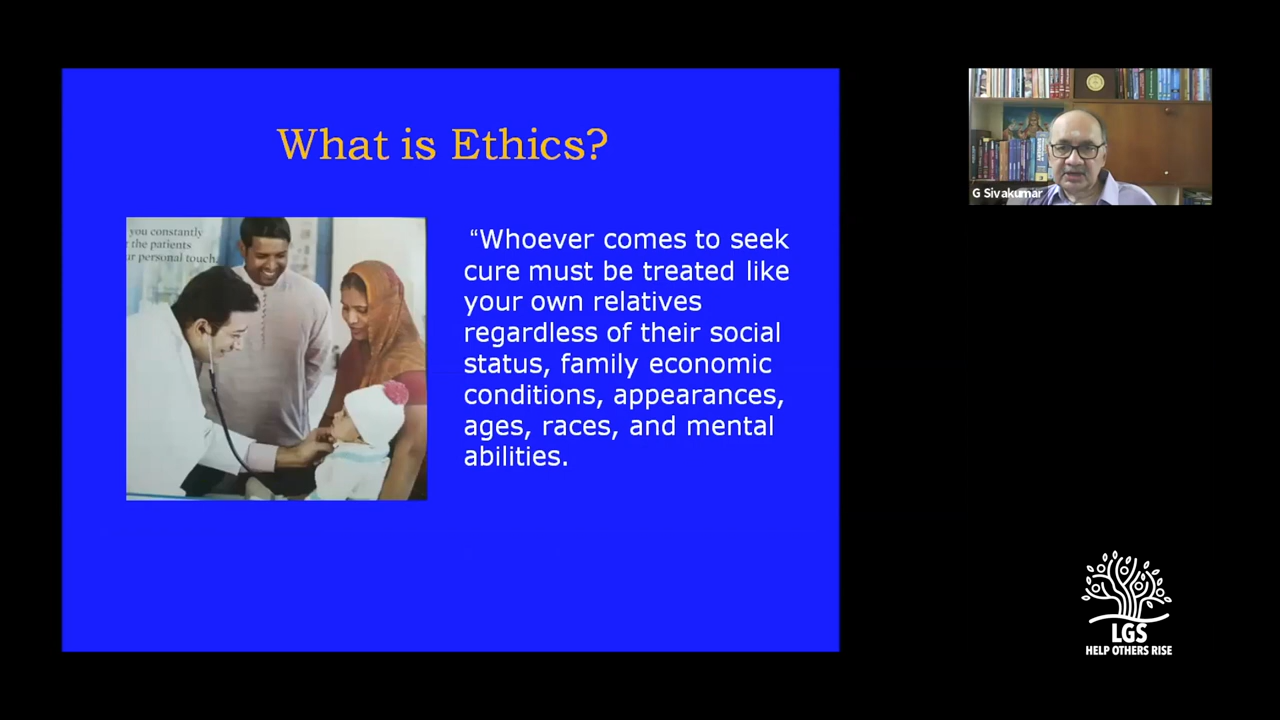 What is Ethics?
you constantly
t the patients
ur personal touch.
“Whoever comes to seek
cure must be treated like
your own relatives
regardless of their social
status, family economic
conditions, appearances,
ages, races, and mental
abilities.
G Sivakumar
LGS
HELP OTHERS RISE